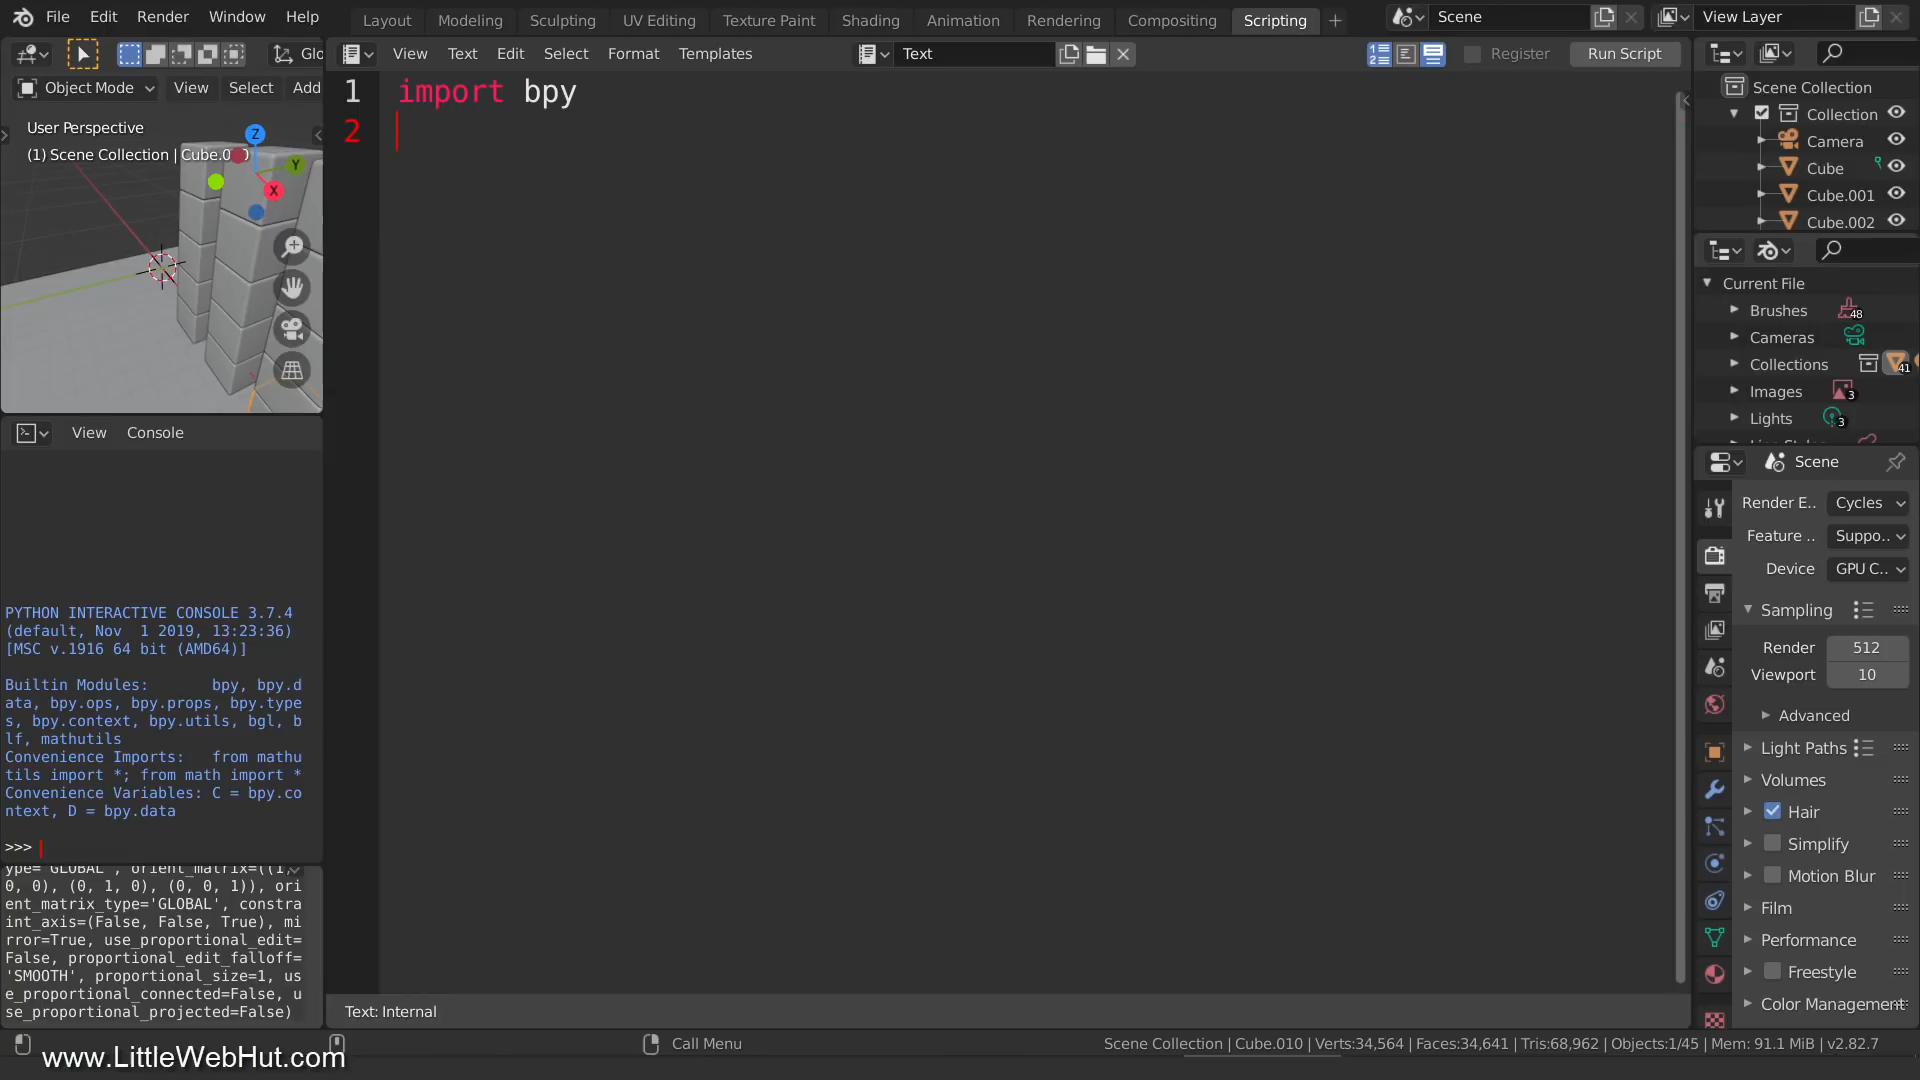 File Edit Render Window Help
Layout Modeling Sculpting UV Editing Texture Paint Shading Animation Rendering Compositing Scripting +
Scene
View Layer
Glo
View Text Edit Select Format Templates
Text
Register
Run Script
Object Mode View Select Add
User Perspective
(1) Scene Collection | Cube.0
Z
Y
X
1 import bpy
2
Scene Collection
Collection
Camera
Cube
Cube.001
Cube.002
Current File
Brushes 48
Cameras
Collections 41
Images 3
Lights 3
View Console
PYTHON INTERACTIVE CONSOLE 3.7.4
(default, Nov  1 2019, 13:23:36)
[MSC v.1916 64 bit (AMD64)]
Builtin Modules:       bpy, bpy.d
ata, bpy.ops, bpy.props, bpy.type
s, bpy.context, bpy.utils, bgl, b
lf, mathutils
Convenience Imports:   from mathu
tils import *; from math import *
Convenience Variables: C = bpy.co
ntext, D = bpy.data
>>>
ype='GLOBAL', orient_matrix=((1,
0, 0), (0, 1, 0), (0, 0, 1)), ori
ent_matrix_type='GLOBAL', constra
int_axis=(False, False, True), mi
rror=True, use_proportional_edit=
False, proportional_edit_falloff=
'SMOOTH', proportional_size=1, us
e_proportional_connected=False, u
se_proportional_projected=False)
Scene
Render E.. Cycles
Feature .. Suppo..
Device GPU C..
Sampling
Render 512
Viewport 10
Advanced
Light Paths
Volumes
Hair
Simplify
Motion Blur
Film
Performance
Freestyle
Color Management
Text: Internal
Call Menu
Scene Collection | Cube.010 | Verts:34,564 | Faces:34,641 | Tris:68,962 | Objects:1/45 | Mem: 91.1 MiB | v2.82.7
www.LittleWebHut.com